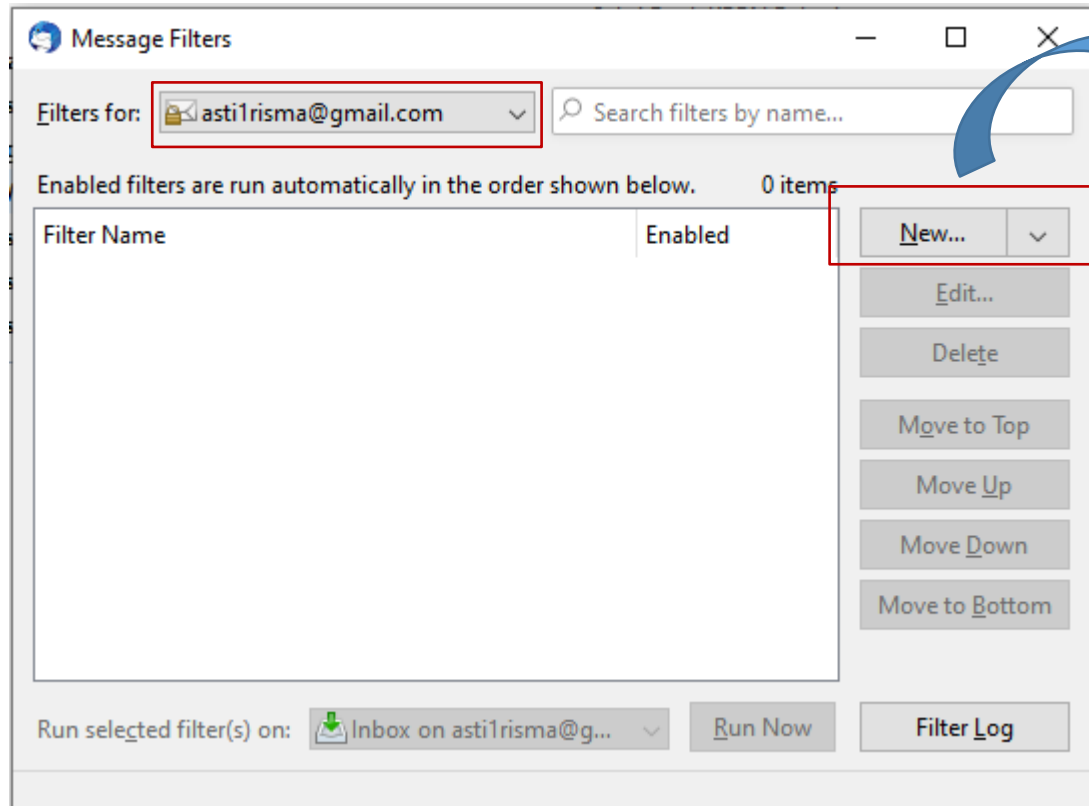 Message Filters
Filters for: asti1risma@gmail.com Search filters by name...
Enabled filters are run automatically in the order shown below. 0 items
Filter Name Enabled
New...
Edit...
Delete
Move to Top
Move Up
Move Down
Move to Bottom
Run selected filter(s) on: Inbox on asti1risma@g... Run Now Filter Log